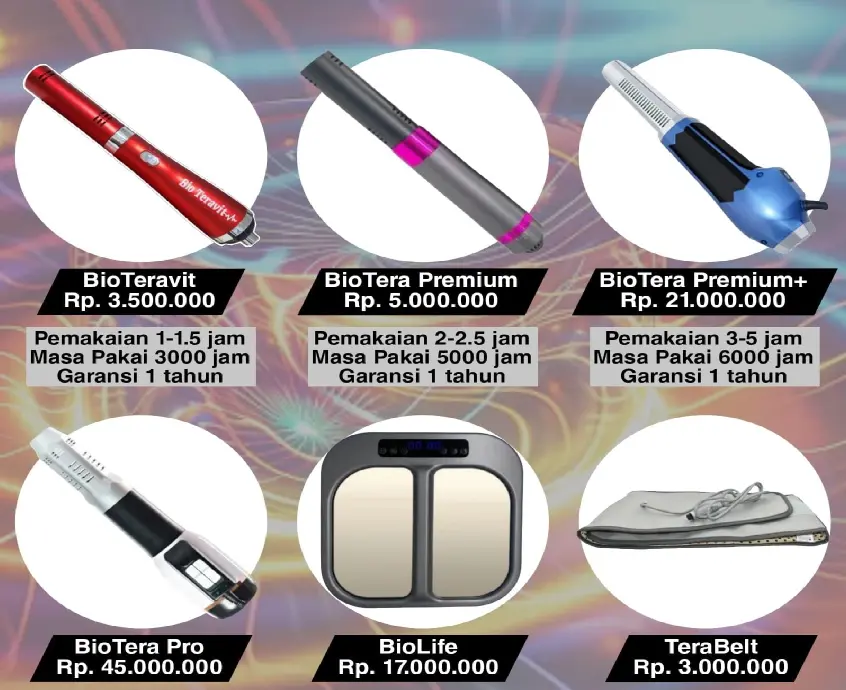 Bio Teravit
BioTeravit
Rp. 3.500.000
BioTera Premium
Rp. 5.000.000
BioTera Premium+
Rp. 21.000.000
Pemakaian 1-1.5 jam
Masa Pakai 3000 jam
Garansi 1 tahun
Pemakaian 2-2.5 jam
Masa Pakai 5000 jam
Garansi 1 tahun
Pemakaian 3-5 jam
Masa Pakai 6000 jam
Garansi 1 tahun
BioTera Pro
Rp. 45.000.000
BioLife
Rp. 17.000.000
TeraBelt
Rp. 3.000.000